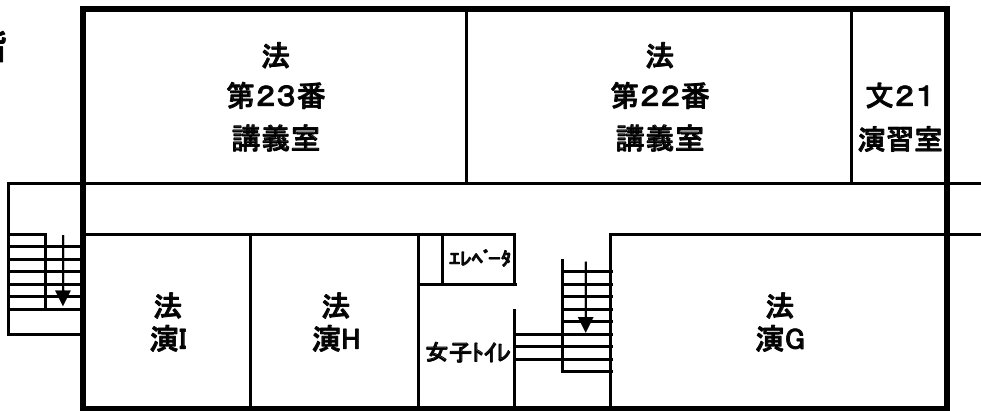 階
法
第23番
講義室
法
第22番
講義室
文21
演習室
エレベータ
法
演I
法
演H
女子トイレ
法
演G